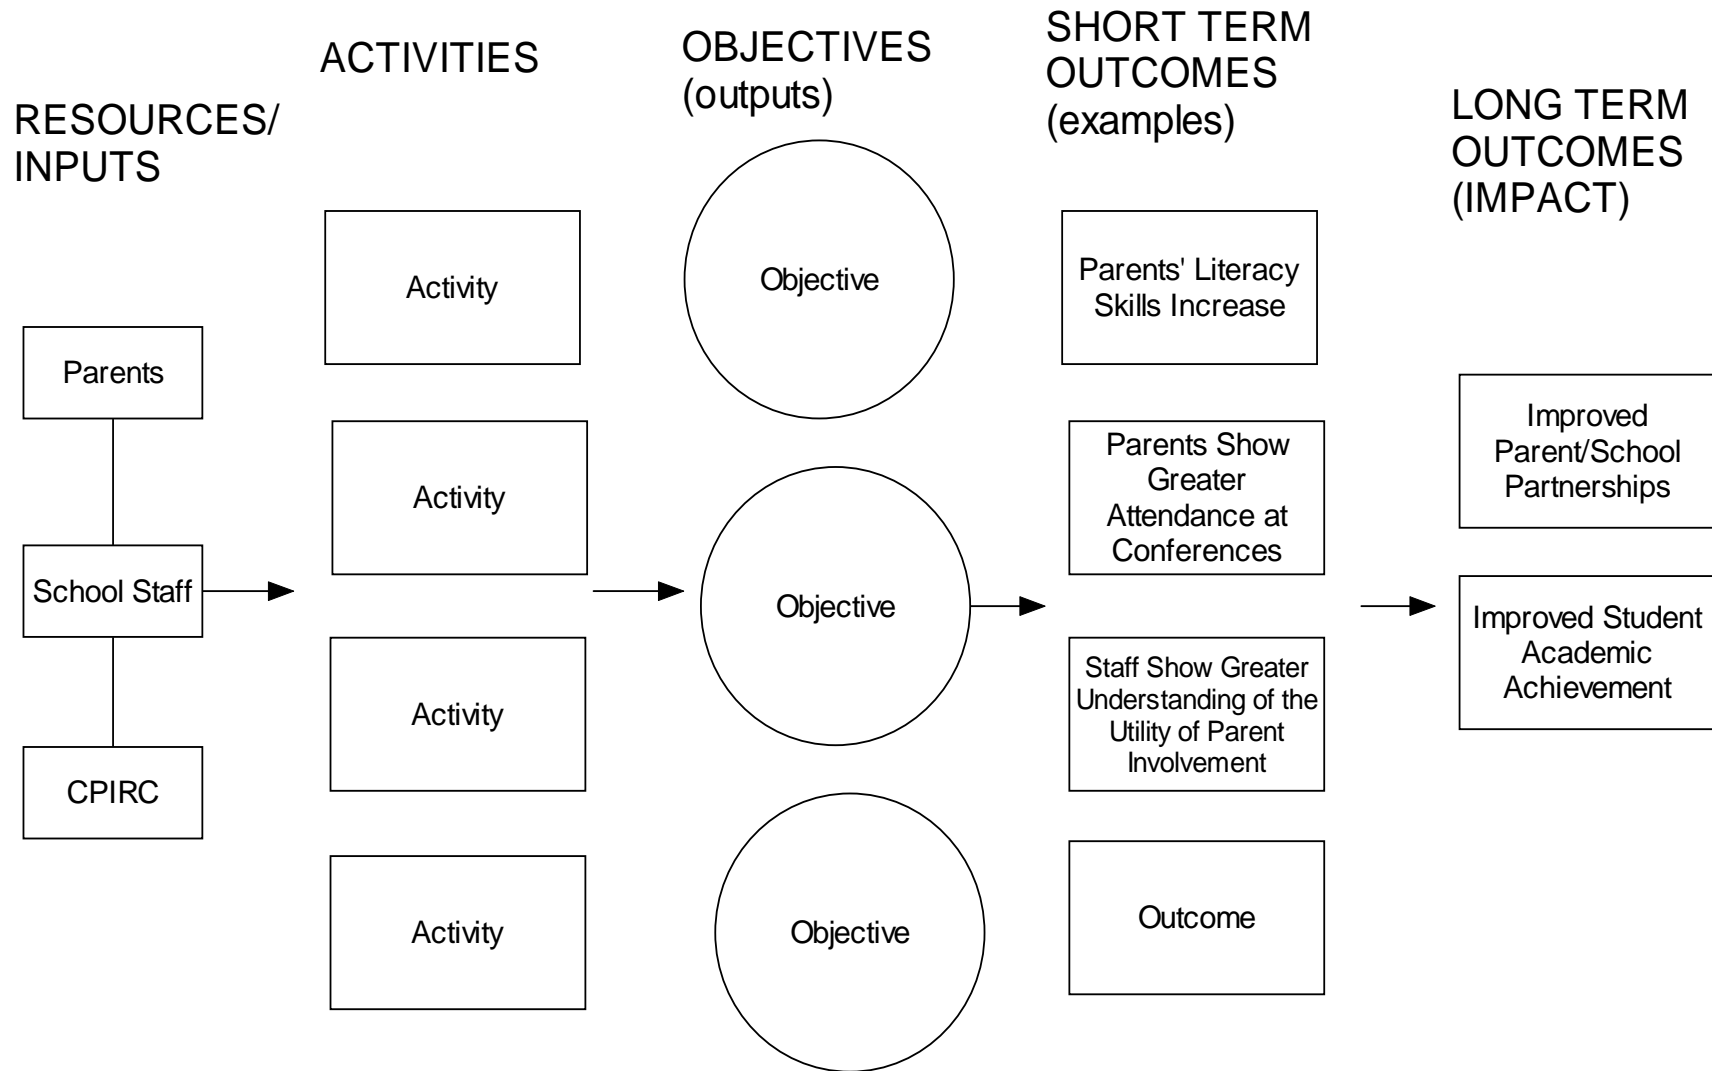 RESOURCES/
INPUTS
Parents
School Staff
CPIRC
ACTIVITIES
Activity
Activity
Activity
Activity
OBJECTIVES
(outputs)
Objective
Objective
Objective
SHORT TERM
OUTCOMES
(examples)
Parents' Literacy
Skills Increase
Parents Show
Greater
Attendance at
Conferences
Staff Show Greater
Understanding of the
Utility of Parent
Involvement
Outcome
LONG TERM
OUTCOMES
(IMPACT)
Improved
Parent/School
Partnerships
Improved Student
Academic
Achievement